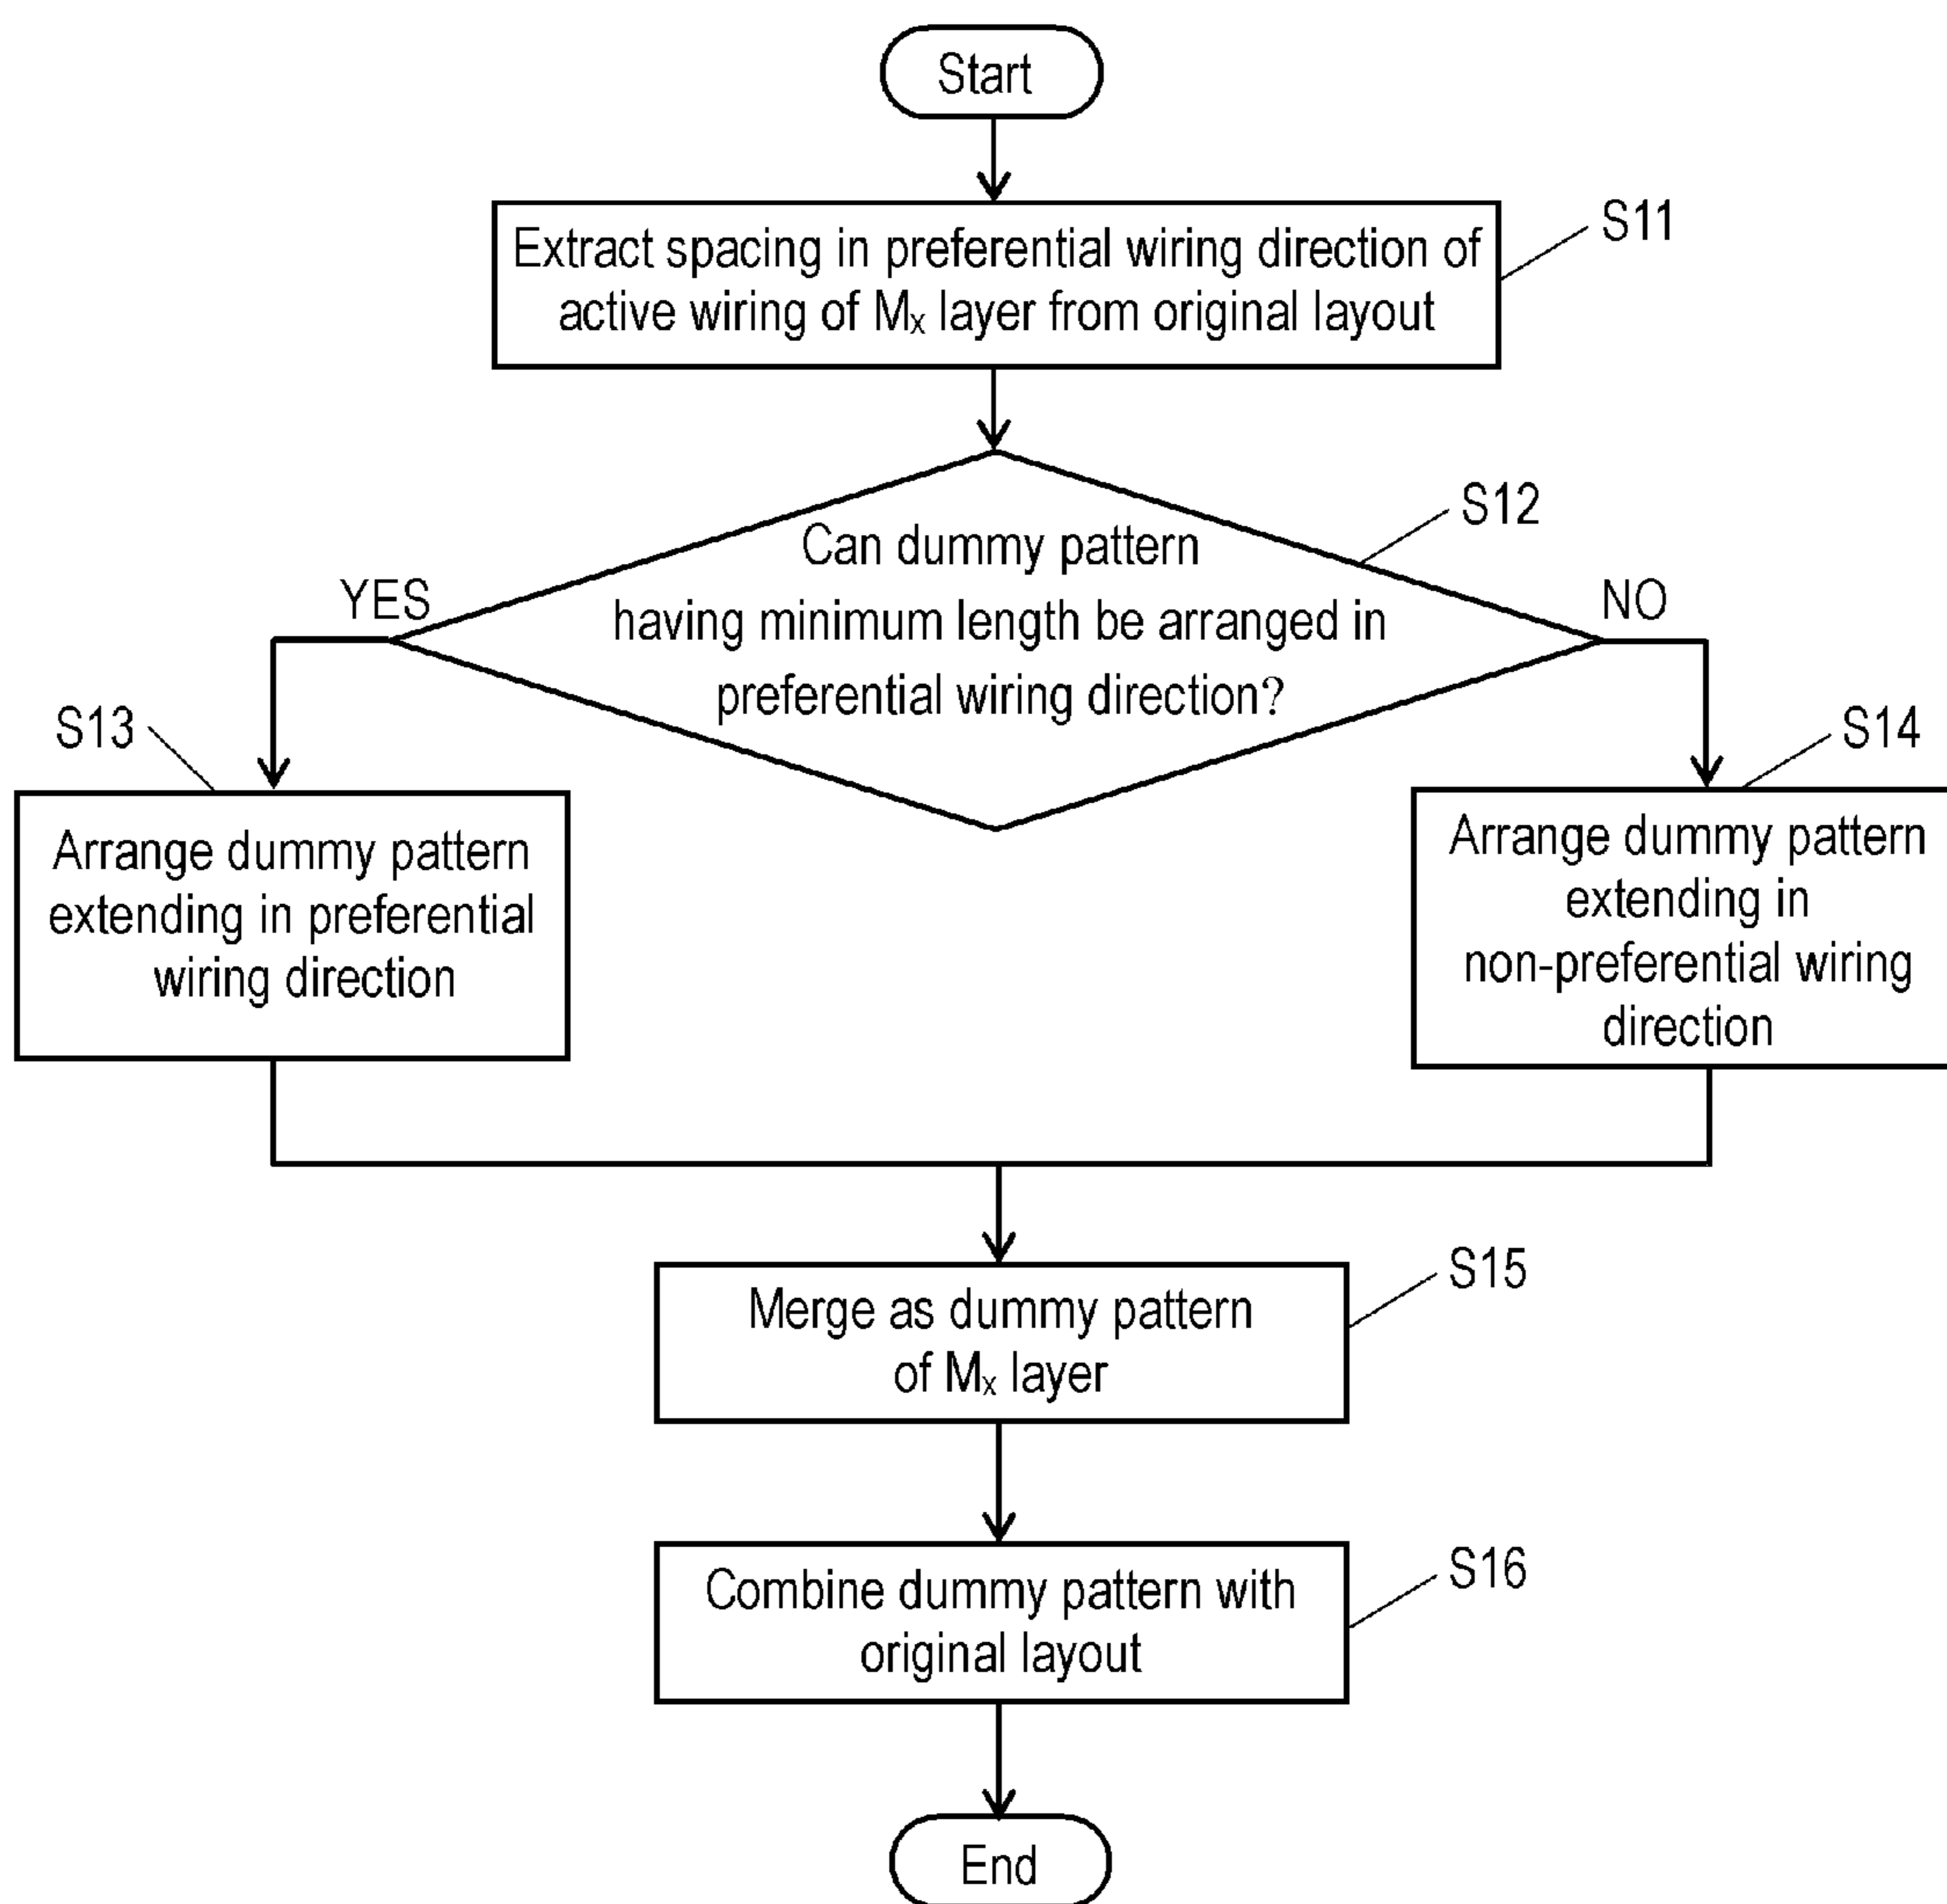 Start
S11
Extract spacing in preferential wiring direction of
active wiring of Mx layer from original layout
S12
Can dummy pattern
having minimum length be arranged in
preferential wiring direction?
YES
NO
S13
Arrange dummy pattern
extending in preferential
wiring direction
S14
Arrange dummy pattern
extending in
non-preferential wiring
direction
S15
Merge as dummy pattern
of Mx layer
S16
Combine dummy pattern with
original layout
End